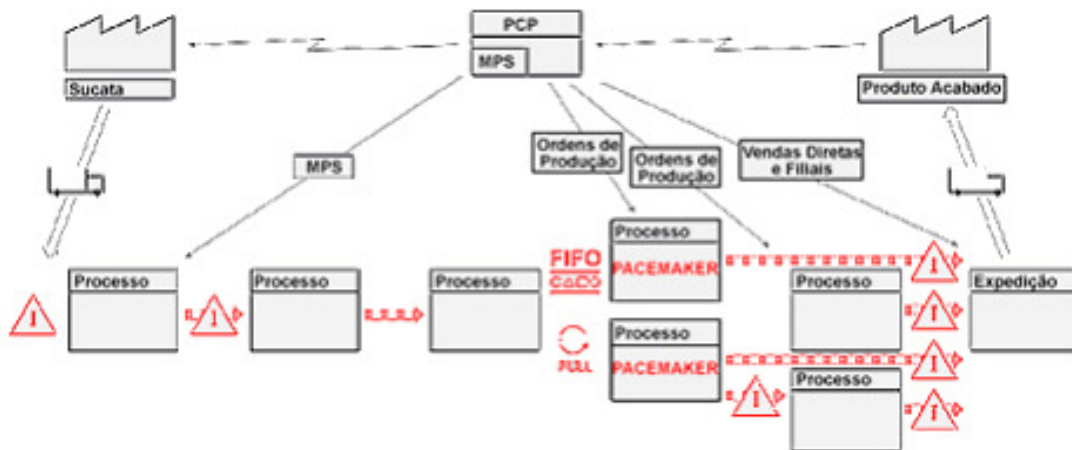 PCP
MPS
Sucata
Produto Acabado
MPS
Ordens de
Produção
Ordens de
Produção
Vendas Diretas
e Filiais
Processo
Processo
Processo
FIFO
Processo
PACEMAKER
Processo
Expedição
PULL
Processo
PACEMAKER
Processo
I
I
I
I
I
I
I